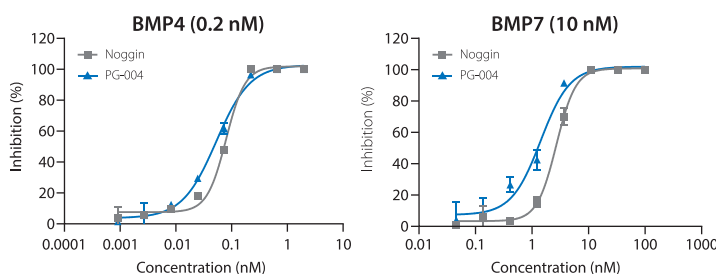 BMP4 (0.2 nM)
120
100
80
60
40
20
0
Inhibition (%)
Noggin
PG-004
0.0001
0.001
0.01
0.1
1
10
Concentration (nM)
BMP7 (10 nM)
120
100
80
60
40
20
0
Inhibition (%)
Noggin
PG-004
0.01
0.1
1
10
100
1000
Concentration (nM)